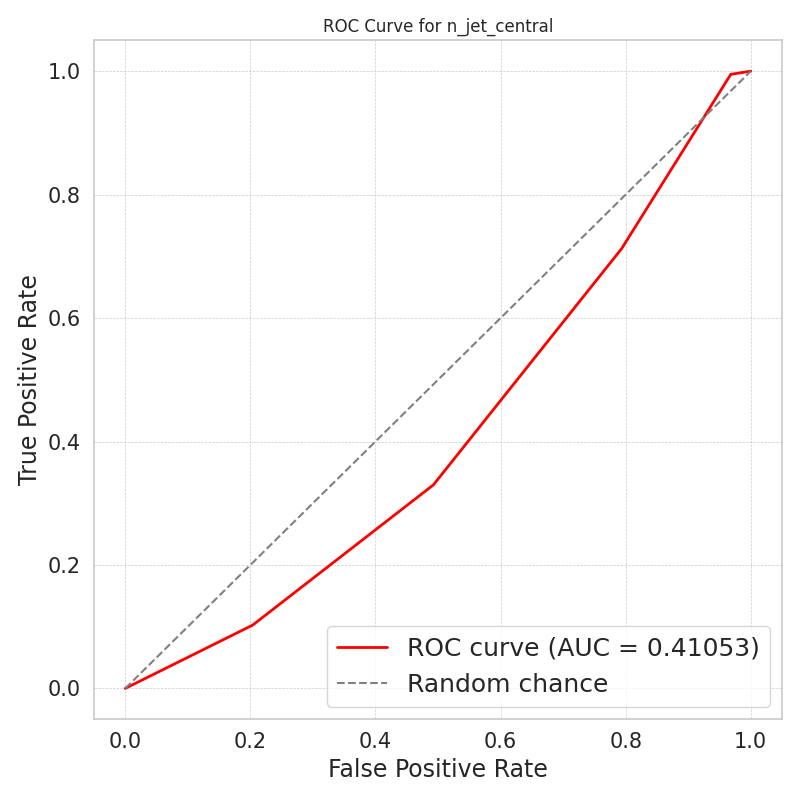 ROC Curve for n_jet_central
1.0
0.8
0.6
0.4
0.2
0.0
True Positive Rate
ROC curve (AUC = 0.41053)
Random chance
0.0 0.2 0.4 0.6 0.8 1.0
False Positive Rate